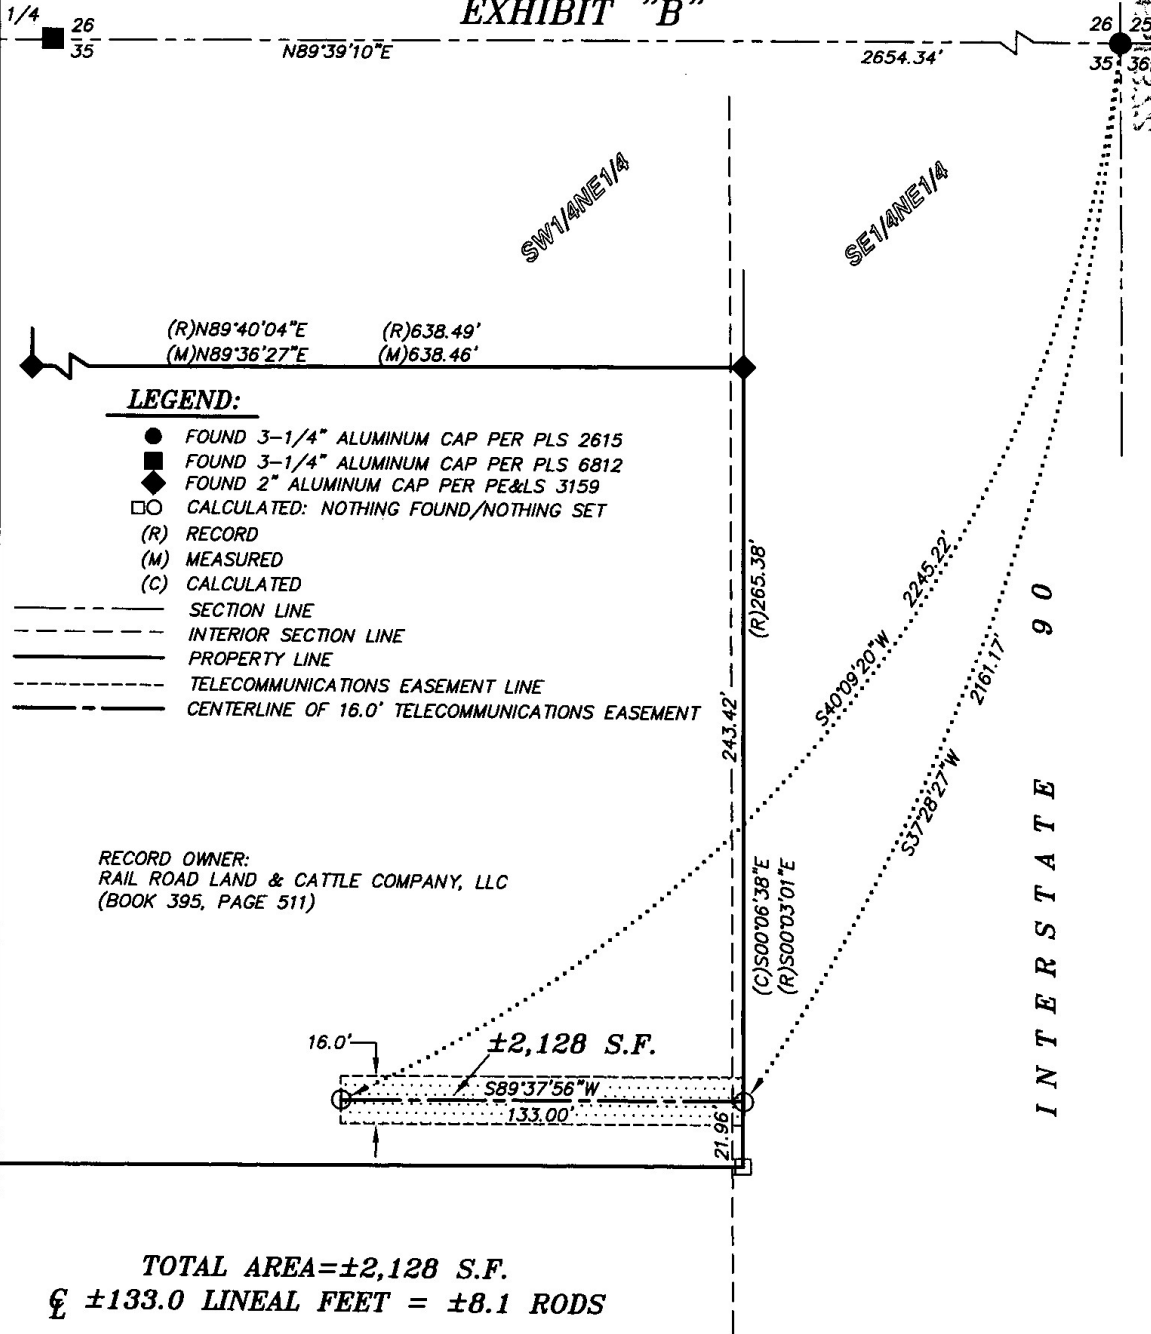 EXHIBIT "B"
1/4
26
35
N89°39'10"E
2654.34'
26
25
35
36
SW1/4NE1/4
SE1/4NE1/4
(R)N89°40'04"E
(R)638.49'
(M)N89°36'27"E
(M)638.46'
LEGEND:
FOUND 3-1/4" ALUMINUM CAP PER PLS 2615
FOUND 3-1/4" ALUMINUM CAP PER PLS 6812
FOUND 2" ALUMINUM CAP PER PE&LS 3159
CALCULATED: NOTHING FOUND/NOTHING SET
(R) RECORD
(M) MEASURED
(C) CALCULATED
SECTION LINE
INTERIOR SECTION LINE
PROPERTY LINE
TELECOMMUNICATIONS EASEMENT LINE
CENTERLINE OF 16.0' TELECOMMUNICATIONS EASEMENT
(R)265.38'
243.42'
S40°09'20"W
2245.22'
S37°28'27"W
2161.17'
INTERSTATE 90
RECORD OWNER:
RAIL ROAD LAND & CATTLE COMPANY, LLC
(BOOK 395, PAGE 511)
(C)S00°06'38"E
(R)S00°03'01"E
16.0'
±2,128 S.F.
S89°37'56"W
133.00'
21.96'
TOTAL AREA=±2,128 S.F.
℄ ±133.0 LINEAL FEET = ±8.1 RODS